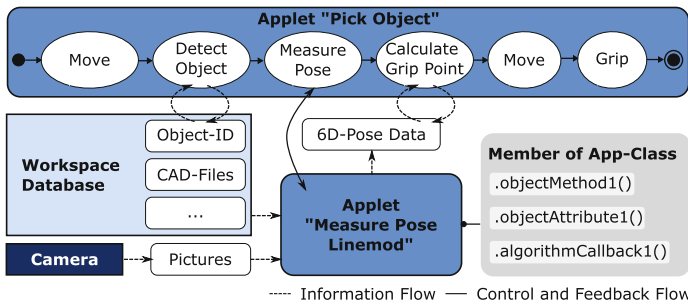 Applet "Pick Object"
Move
Detect
Object
Measure
Pose
Calculate
Grip Point
Move
Grip
Workspace
Database
Object-ID
CAD-Files
...
6D-Pose Data
Applet
"Measure Pose
Linemod"
Member of App-Class
.objectMethod1()
.objectAttribute1()
.algorithmCallback1()
Camera
Pictures
Information Flow
Control and Feedback Flow